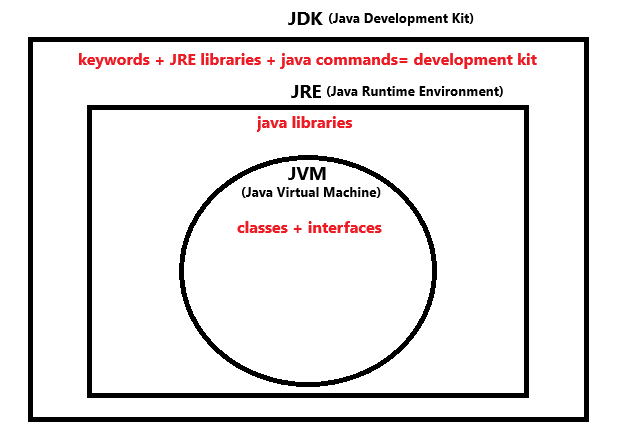 JDK (Java Development Kit)
keywords + JRE libraries + java commands= development kit
JRE (Java Runtime Environment)
java libraries
JVM
(Java Virtual Machine)
classes + interfaces